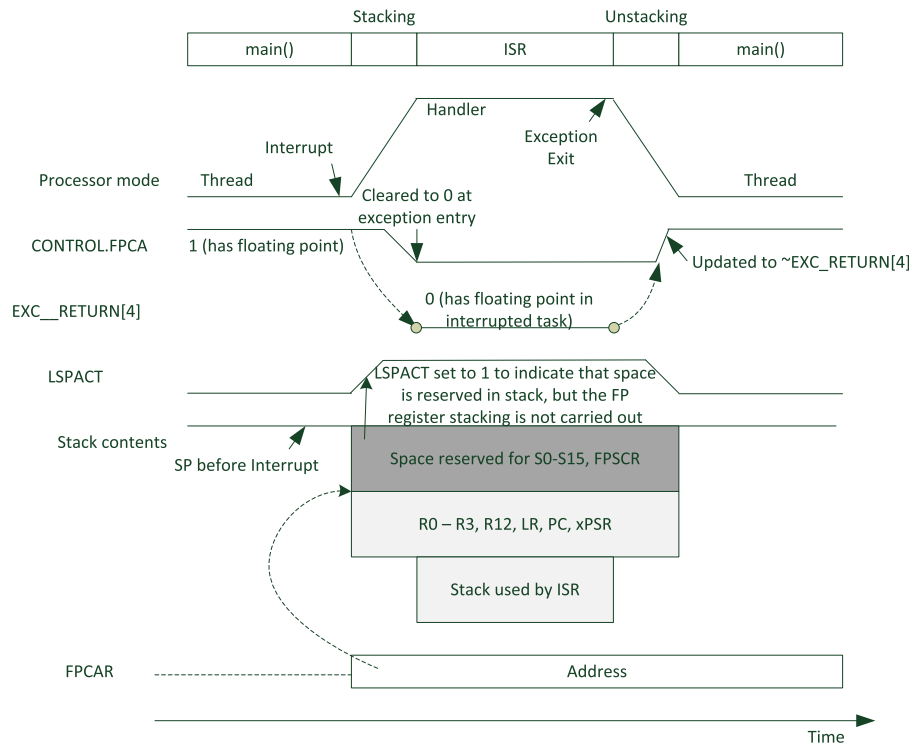 Stacking
Unstacking
main()
ISR
main()
Handler
Exception
Exit
Interrupt
Processor mode
Thread
Thread
Cleared to 0 at
exception entry
CONTROL.FPCA
1 (has floating point)
Updated to ~EXC_RETURN[4]
EXC__RETURN[4]
0 (has floating point in
interrupted task)
LSPACT
LSPACT set to 1 to indicate that space
is reserved in stack, but the FP
register stacking is not carried out
Stack contents
SP before Interrupt
Space reserved for S0-S15, FPSCR
R0 – R3, R12, LR, PC, xPSR
Stack used by ISR
FPCAR
Address
Time